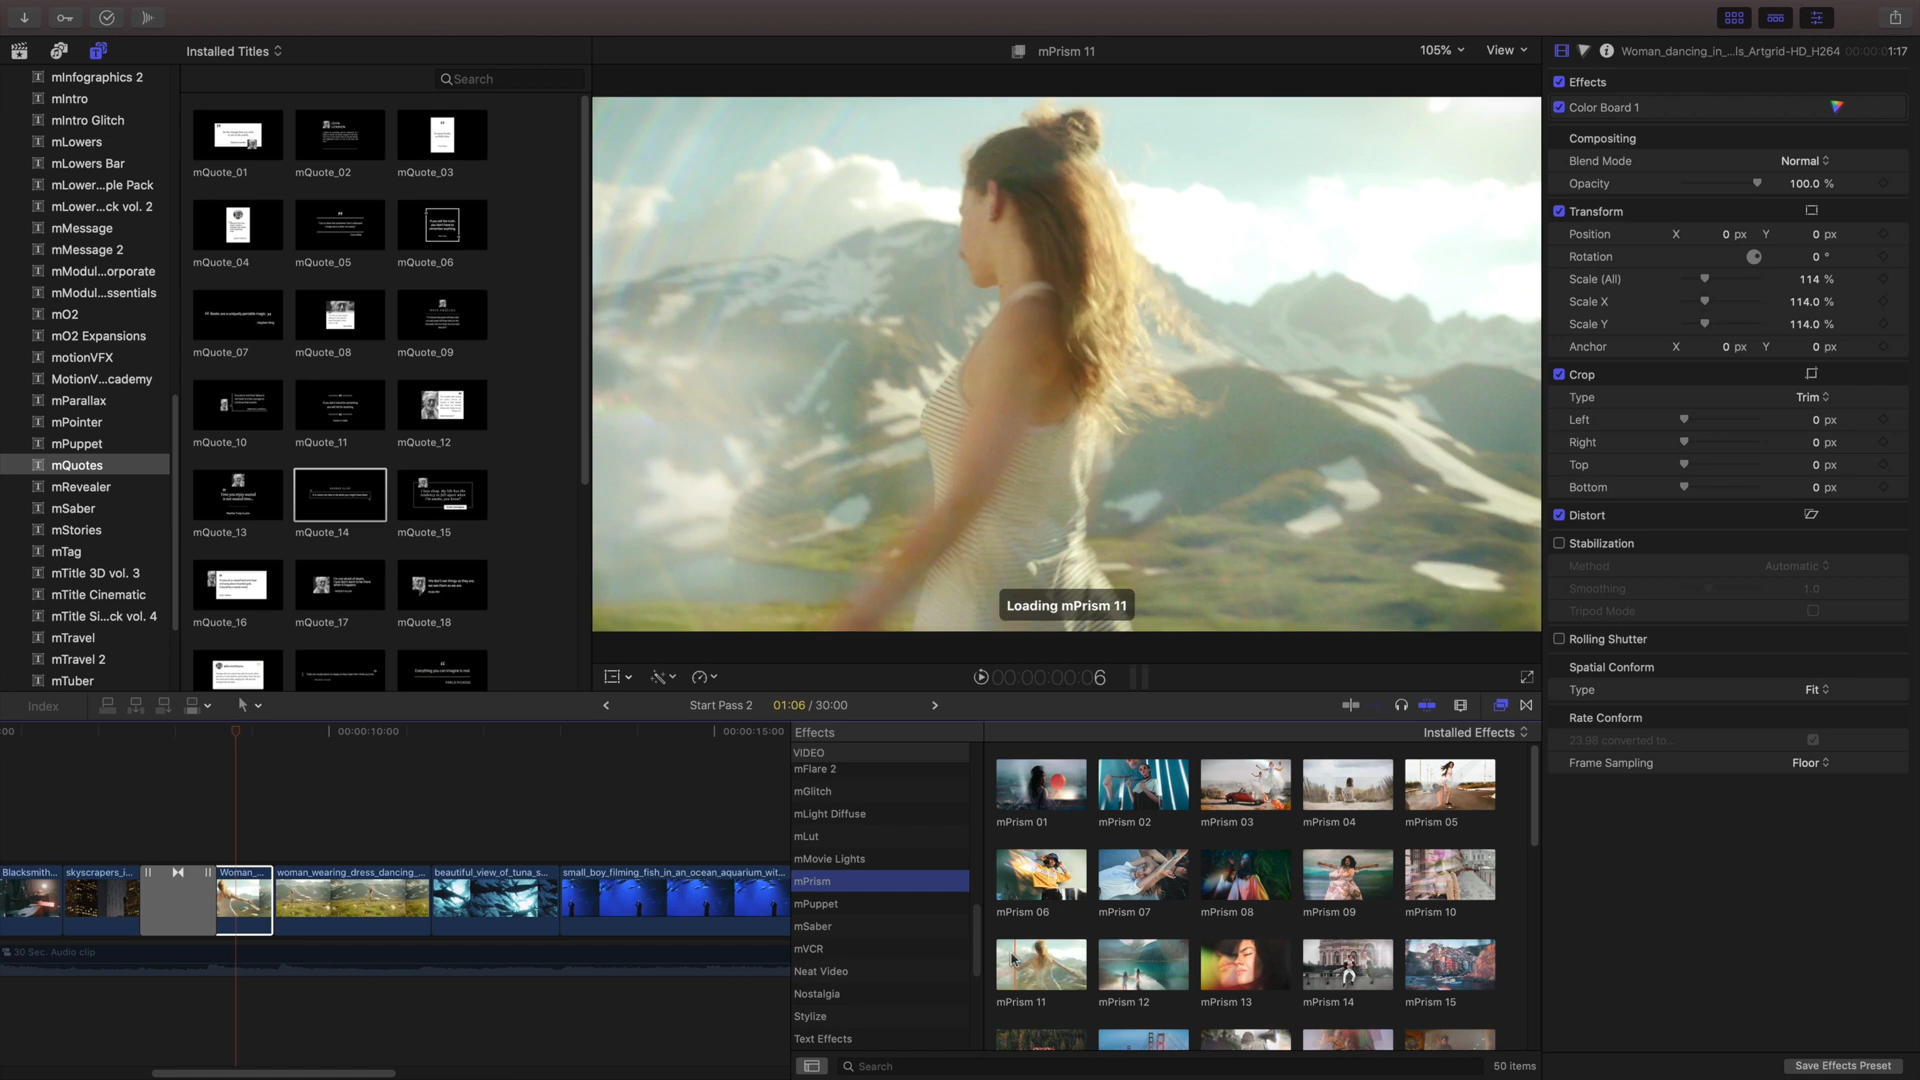 Installed Titles
mPrism 11
105%
View
Woman_dancing_in_...ls_Artgrid-HD_H264
00:00:01:17
mInfographics 2
mIntro
mIntro Glitch
mLowers
mLowers Bar
mLower...ple Pack
mLower...ck vol. 2
mMessage
mMessage 2
mModul...orporate
mModul...ssentials
mO2
mO2 Expansions
motionVFX
MotionV...cademy
mParallax
mPointer
mPuppet
mQuotes
mRevealer
mSaber
mStories
mTag
mTitle 3D vol. 3
mTitle Cinematic
mTitle Si...ck vol. 4
mTravel
mTravel 2
mTuber
Search
mQuote_01
mQuote_02
mQuote_03
mQuote_04
mQuote_05
mQuote_06
mQuote_07
mQuote_08
mQuote_09
mQuote_10
mQuote_11
mQuote_12
mQuote_13
mQuote_14
mQuote_15
mQuote_16
mQuote_17
mQuote_18
Loading mPrism 11
00:00:00:06
Effects
Color Board 1
Compositing
Blend Mode
Normal
Opacity
100.0 %
Transform
Position X 0 px Y 0 px
Rotation 0 °
Scale (All) 114 %
Scale X 114.0 %
Scale Y 114.0 %
Anchor X 0 px Y 0 px
Crop
Type Trim
Left 0 px
Right 0 px
Top 0 px
Bottom 0 px
Distort
Stabilization
Method Automatic
Smoothing 1.0
Tripod Mode
Rolling Shutter
Spatial Conform
Type Fit
Rate Conform
23.98 converted to...
Frame Sampling Floor
Save Effects Preset
Index
Start Pass 2
01:06 / 30:00
:00
00:00:10:00
00:00:15:00
Blacksmith...
skyscrapers_i...
Woman_...
woman_wearing_dress_dancing_...
beautiful_view_of_tuna_s...
small_boy_filming_fish_in_an_ocean_aquarium_wit...
30 Sec. Audio clip
Effects
Installed Effects
VIDEO
mFlare 2
mGlitch
mLight Diffuse
mLut
mMovie Lights
mPrism
mPuppet
mSaber
mVCR
Neat Video
Nostalgia
Stylize
Text Effects
mPrism 01
mPrism 02
mPrism 03
mPrism 04
mPrism 05
mPrism 06
mPrism 07
mPrism 08
mPrism 09
mPrism 10
mPrism 11
mPrism 12
mPrism 13
mPrism 14
mPrism 15
Search
50 items